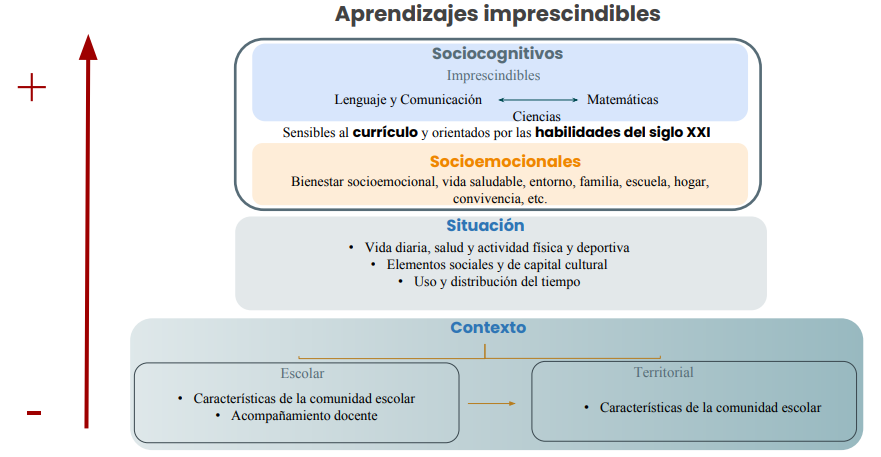 Aprendizajes imprescindibles
+
Sociocognitivos
Imprescindibles
Lenguaje y Comunicación Matemáticas
Ciencias
Sensibles al currículo y orientados por las habilidades del siglo XXI
Socioemocionales
Bienestar socioemocional, vida saludable, entorno, familia, escuela, hogar,
convivencia, etc.
Situación
• Vida diaria, salud y actividad física y deportiva
• Elementos sociales y de capital cultural
• Uso y distribución del tiempo
Contexto
Escolar
• Características de la comunidad escolar
• Acompañamiento docente
Territorial
• Características de la comunidad escolar
-